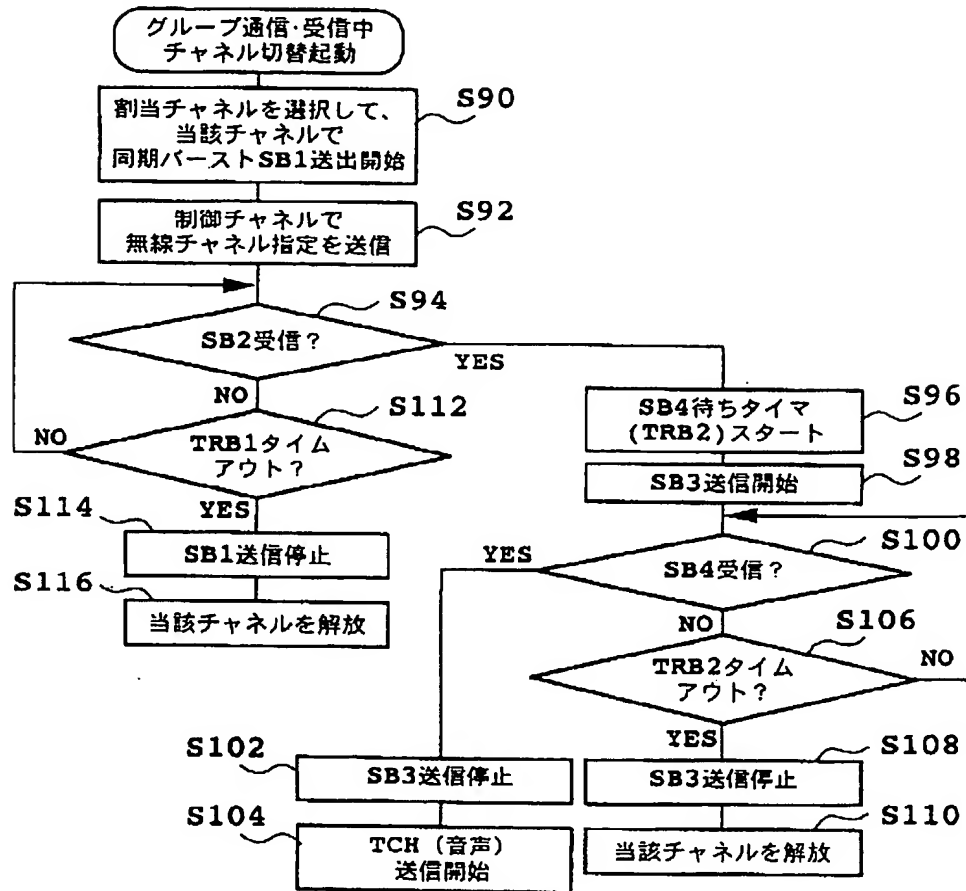 グループ通信・受信中
チャネル切替起動
割当チャネルを選択して、
当該チャネルで
同期バーストSB1送出開始
S90
制御チャネルで
無線チャネル指定を送信
S92
SB2受信？
S94
YES
NO
TRB1タイム
アウト？
S112
NO
YES
SB1送信停止
S114
当該チャネルを解放
S116
SB4待ちタイマ
(TRB2)スタート
S96
SB3送信開始
S98
SB4受信？
S100
YES
NO
TRB2タイム
アウト？
S106
NO
YES
SB3送信停止
S102
TCH（音声）
送信開始
S104
SB3送信停止
S108
当該チャネルを解放
S110